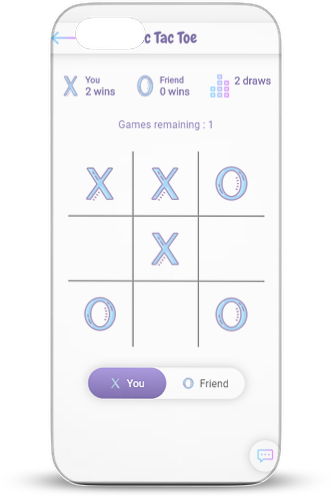 c Tac Toe
You
2 wins
Friend
0 wins
2 draws
Games remaining : 1
X X O
X
O O
X You
O Friend